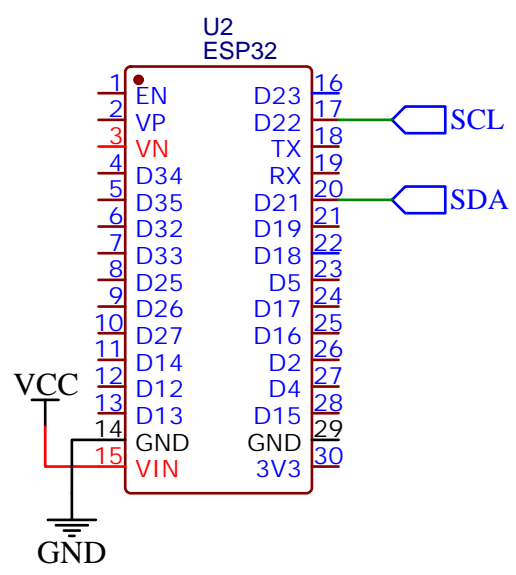 U2
ESP32
1 EN D23 16
2 VP D22 17 SCL
3 VN TX 18
4 D34 RX 19
5 D35 D21 20 SDA
6 D32 D19 21
7 D33 D18 22
8 D25 D5 23
9 D26 D17 24
10 D27 D16 25
11 D14 D2 26
VCC 12 D12 D4 27
13 D13 D15 28
14 GND GND 29
15 VIN 3V3 30
GND